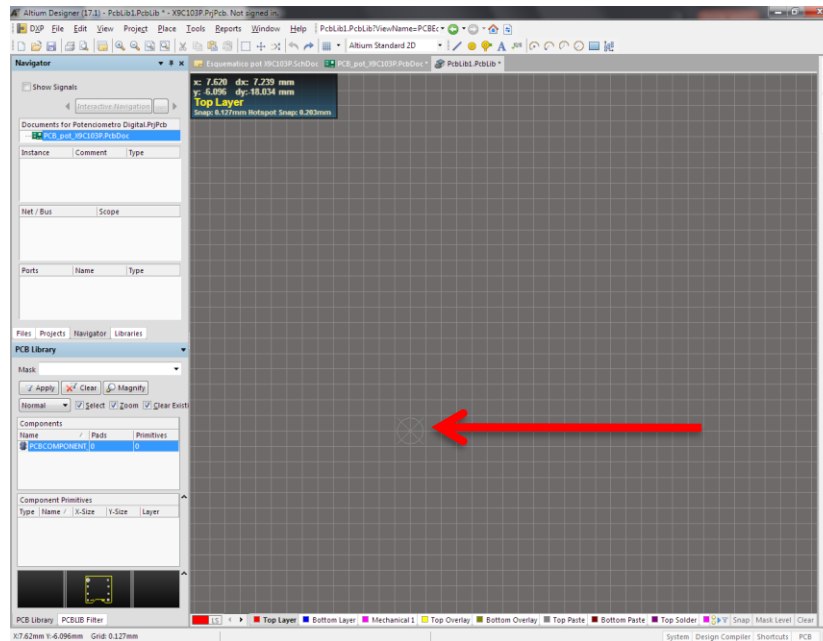 Altium Designer (17.1) - PcbLib1.PcbLib * - X9C103P.PrjPcb. Not signed in.
DXP File Edit View Project Place Tools Reports Window Help PcbLib1.PcbLib?ViewName=PCBEc
Altium Standard 2D
Navigator
Esquematico pot X9C103P.SchDoc PCB_pot_X9C103P.PcbDoc * PcbLib1.PcbLib *
Show Signals
Interactive Navigation ...
Documents for Potenciometro Digital.PrjPcb
PCB_pot_X9C103P.PcbDoc
Instance Comment Type
Net / Bus Scope
Ports Name Type
Files Projects Navigator Libraries
x: 7.620 dx: 7.239 mm
y: -6.096 dy:-18.034 mm
Top Layer
Snap: 0.127mm Hotspot Snap: 0.203mm
PCB Library
Mask
Apply Clear Magnify
Normal Select Zoom Clear Existi
Components
Name / Pads Primitives
PCBCOMPONENT_ 0 0
Component Primitives
Type Name / X-Size Y-Size Layer
PCB Library PCBLIB Filter
LS Top Layer Bottom Layer Mechanical 1 Top Overlay Bottom Overlay Top Paste Bottom Paste Top Solder Snap Mask Level Clear
X:7.62mm Y:-6.096mm Grid: 0.127mm
System Design Compiler Shortcuts PCB